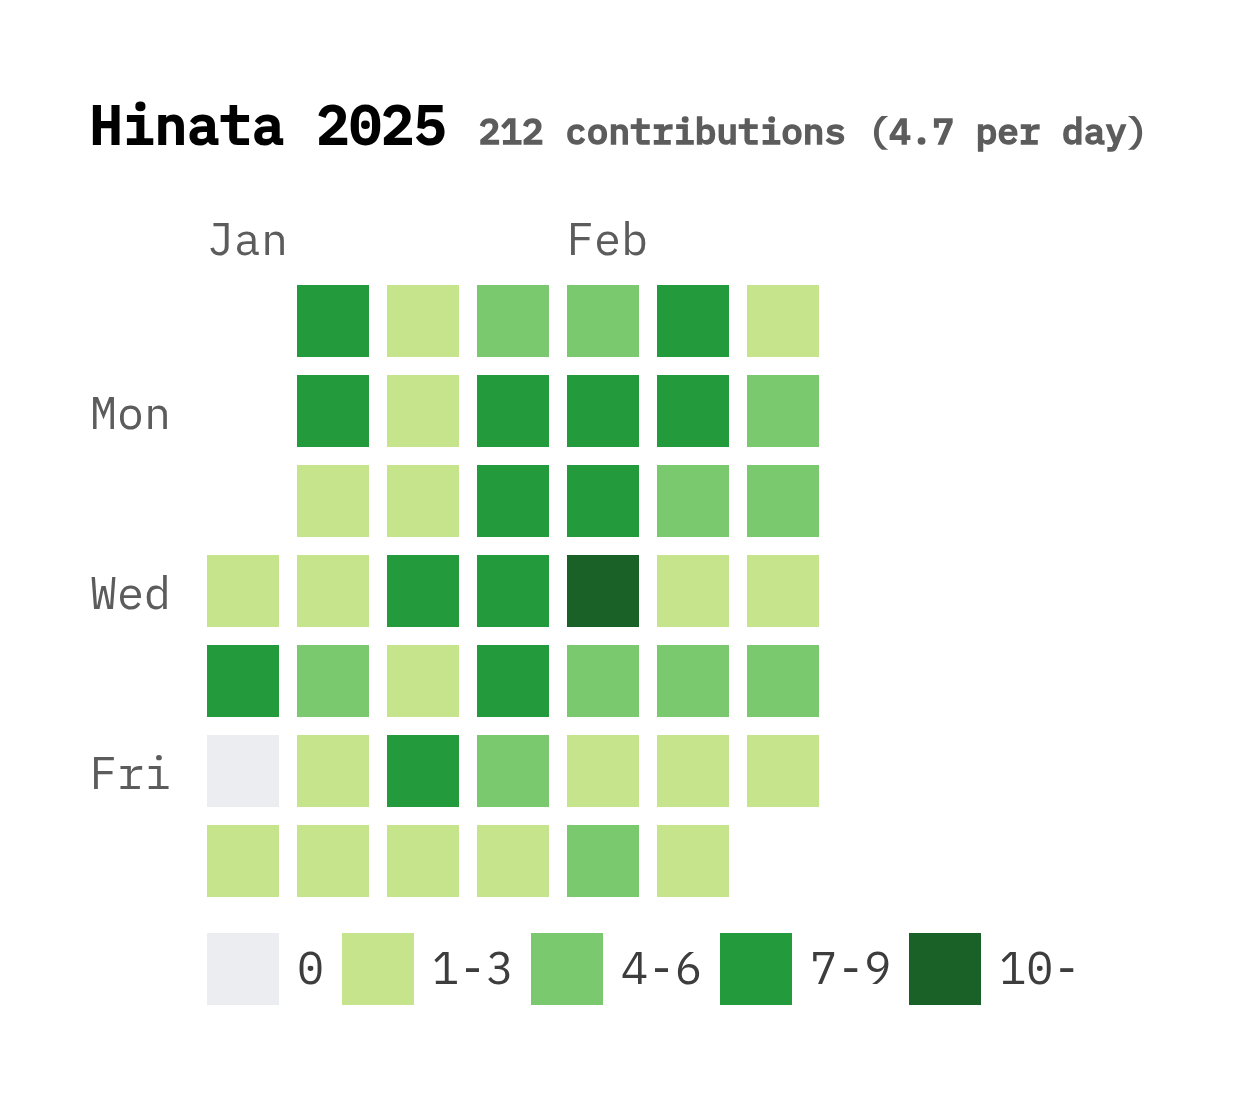 Hinata 2025 212 contributions (4.7 per day)
Jan Feb
Mon
Wed
Fri
0 1-3 4-6 7-9 10-